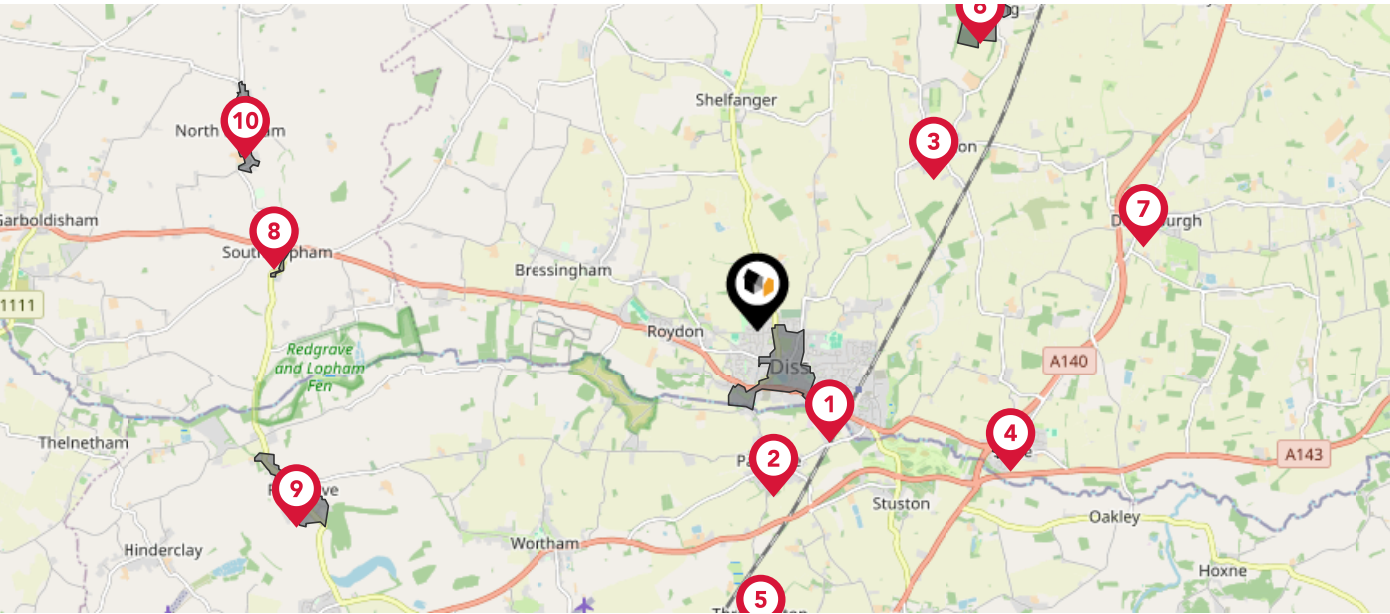 6
10
North
Shelfanger
3
7
Garboldisham
8
Bressingham
1111
Roydon
Redgrave
and Lopham
Fen
Diss
A140
1
4
Thelnetham
2
A143
9
Stuston
Oakley
Hinderclay
Wortham
Hoxne
5